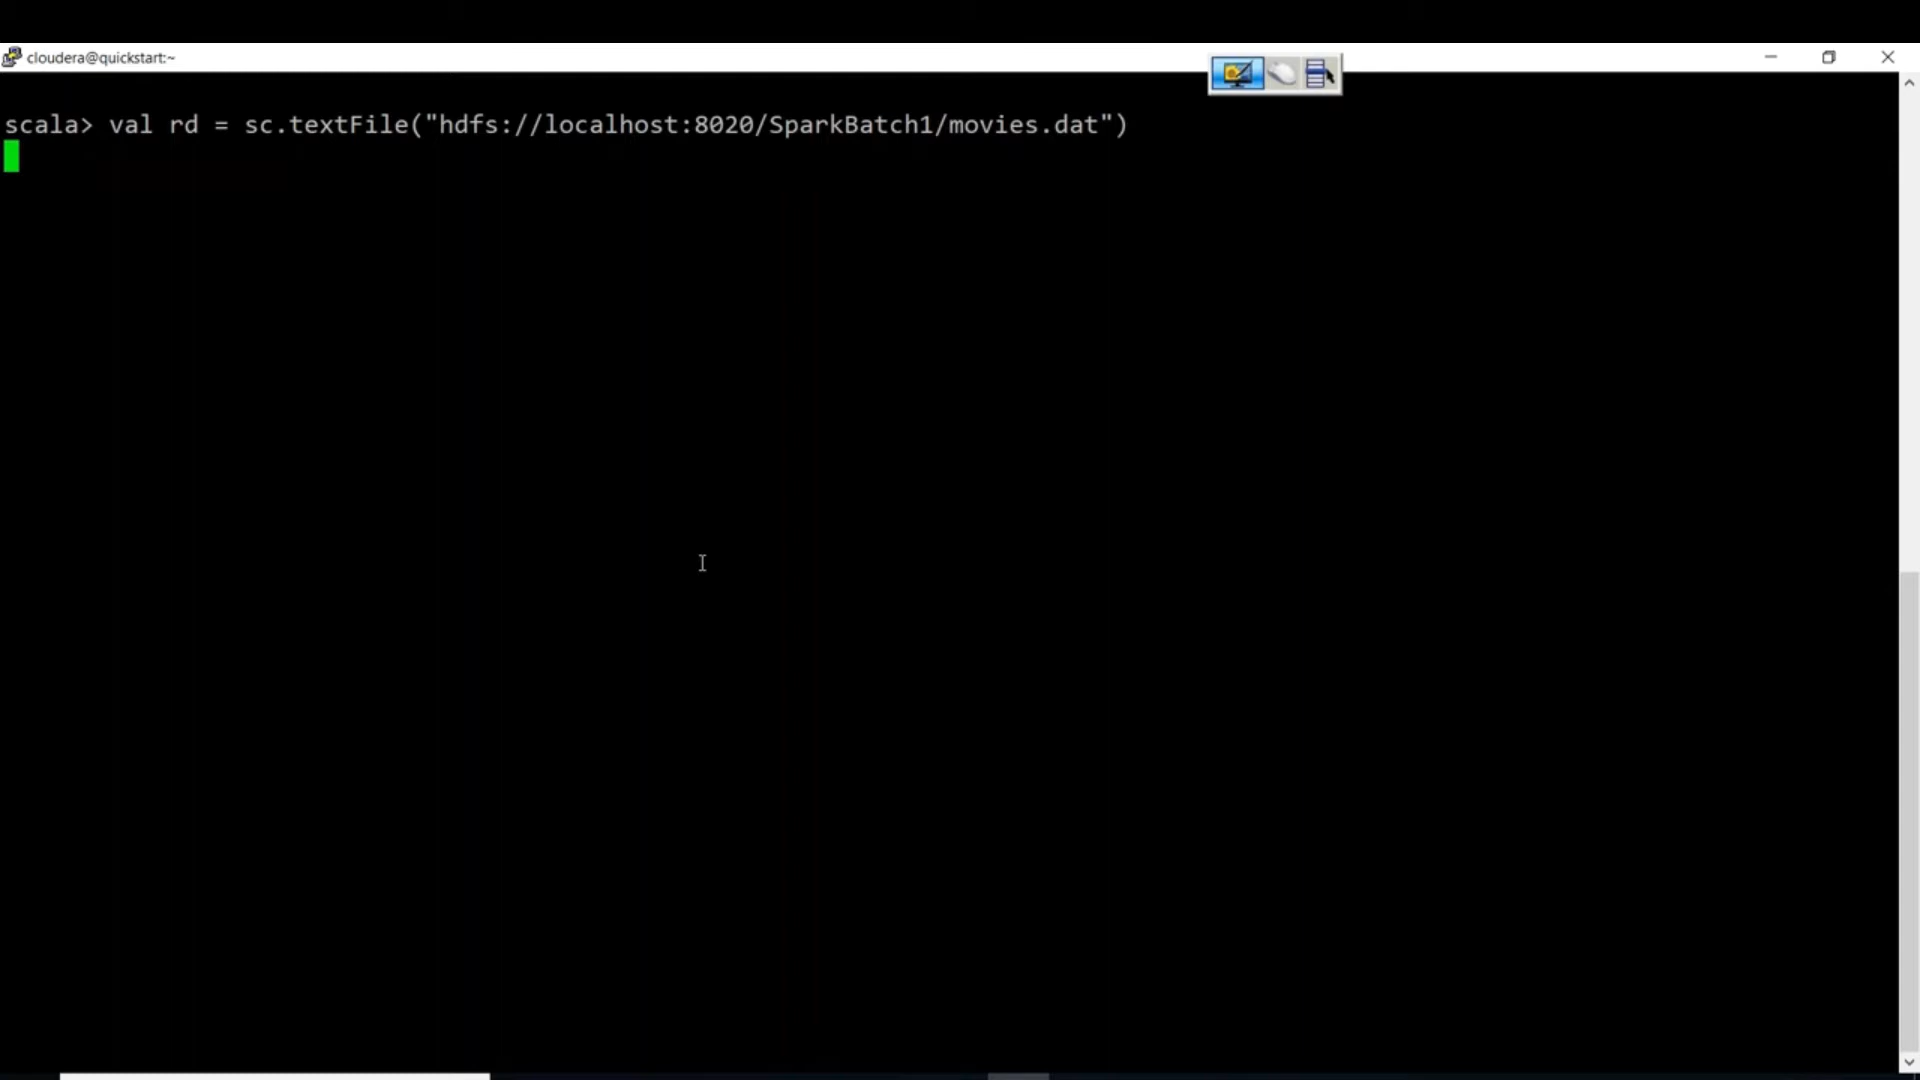 cloudera@quickstart:~
scala> val rd = sc.textFile("hdfs://localhost:8020/SparkBatch1/movies.dat")